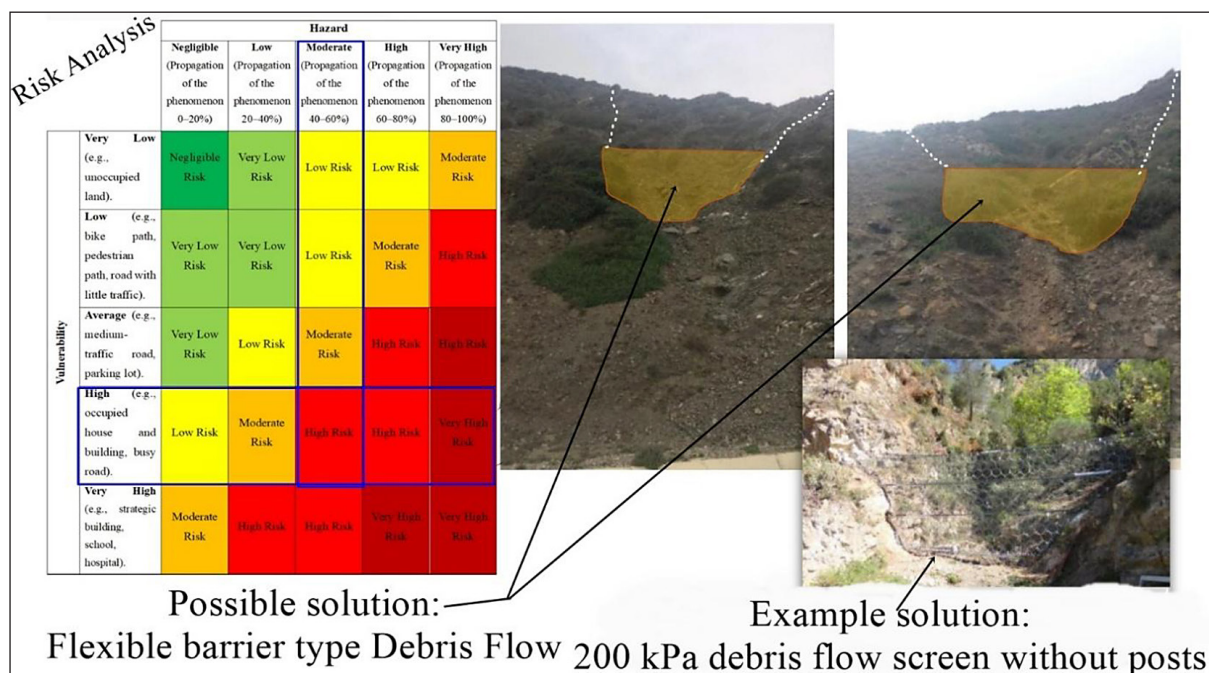 Risk Analysis
Hazard
Negligible
(Propagation
of the
phenomenon
0–20%)
Low
(Propagation
of the
phenomenon
20–40%)
Moderate
(Propagation
of the
phenomenon
40–60%)
High
(Propagation
of the
phenomenon
60–80%)
Very High
(Propagation
of the
phenomenon
80–100%)
Vulnerability
Very Low
(e.g.,
unoccupied
land).
Negligible
Risk
Very Low
Risk
Low Risk
Low Risk
Moderate
Risk
Low (e.g.,
bike path,
pedestrian
path, road with
little traffic).
Very Low
Risk
Very Low
Risk
Low Risk
Moderate
Risk
High Risk
Average (e.g.,
medium-
traffic road,
parking lot).
Very Low
Risk
Low Risk
Moderate
Risk
High Risk
High Risk
High (e.g.,
occupied
house and
building, busy
road).
Low Risk
Moderate
Risk
High Risk
High Risk
Very High
Risk
Very High
(e.g., strategic
building,
school,
hospital).
Moderate
Risk
High Risk
High Risk
Very High
Risk
Very High
Risk
Possible solution:
Flexible barrier type Debris Flow
Example solution:
200 kPa debris flow screen without posts